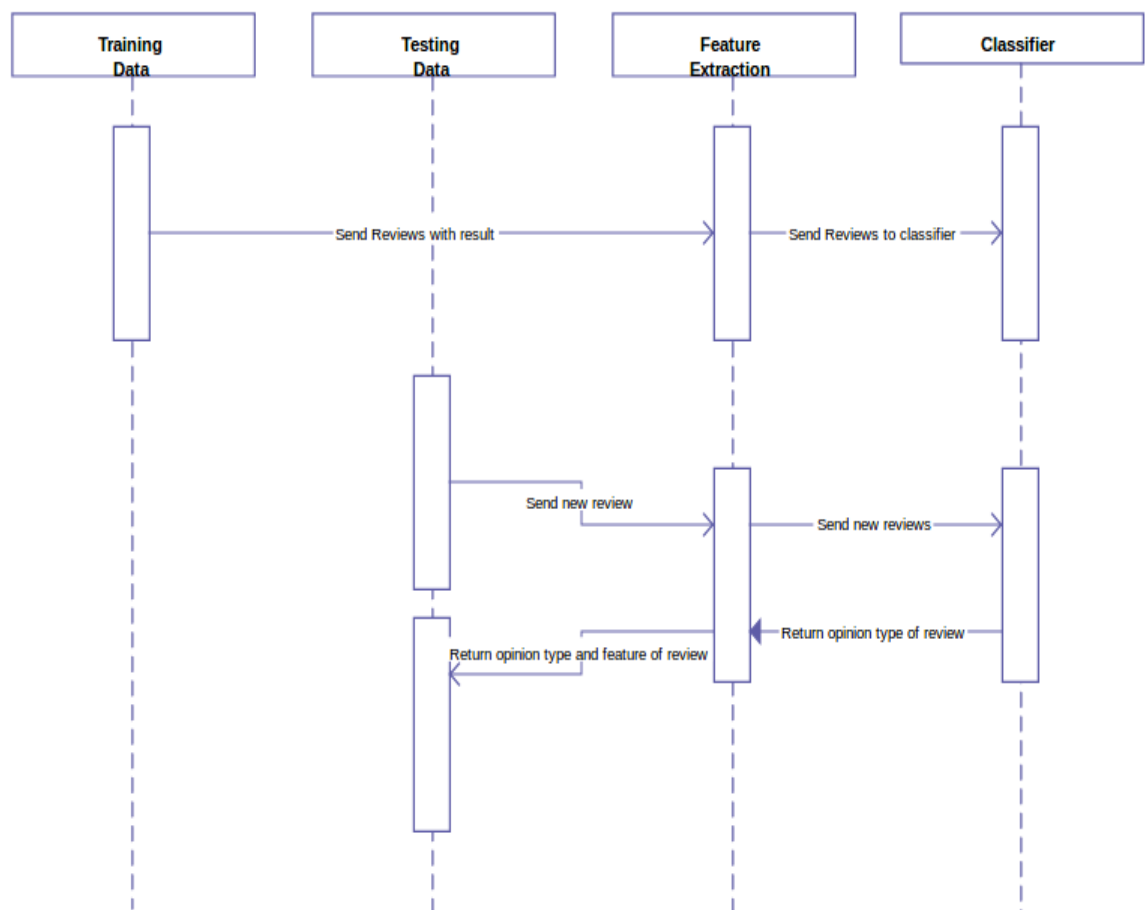 Training
Data
Testing
Data
Feature
Extraction
Classifier
Send Reviews with result
Send Reviews to classifier
Send new review
Send new reviews
Return opinion type of review
Return opinion type and feature of review